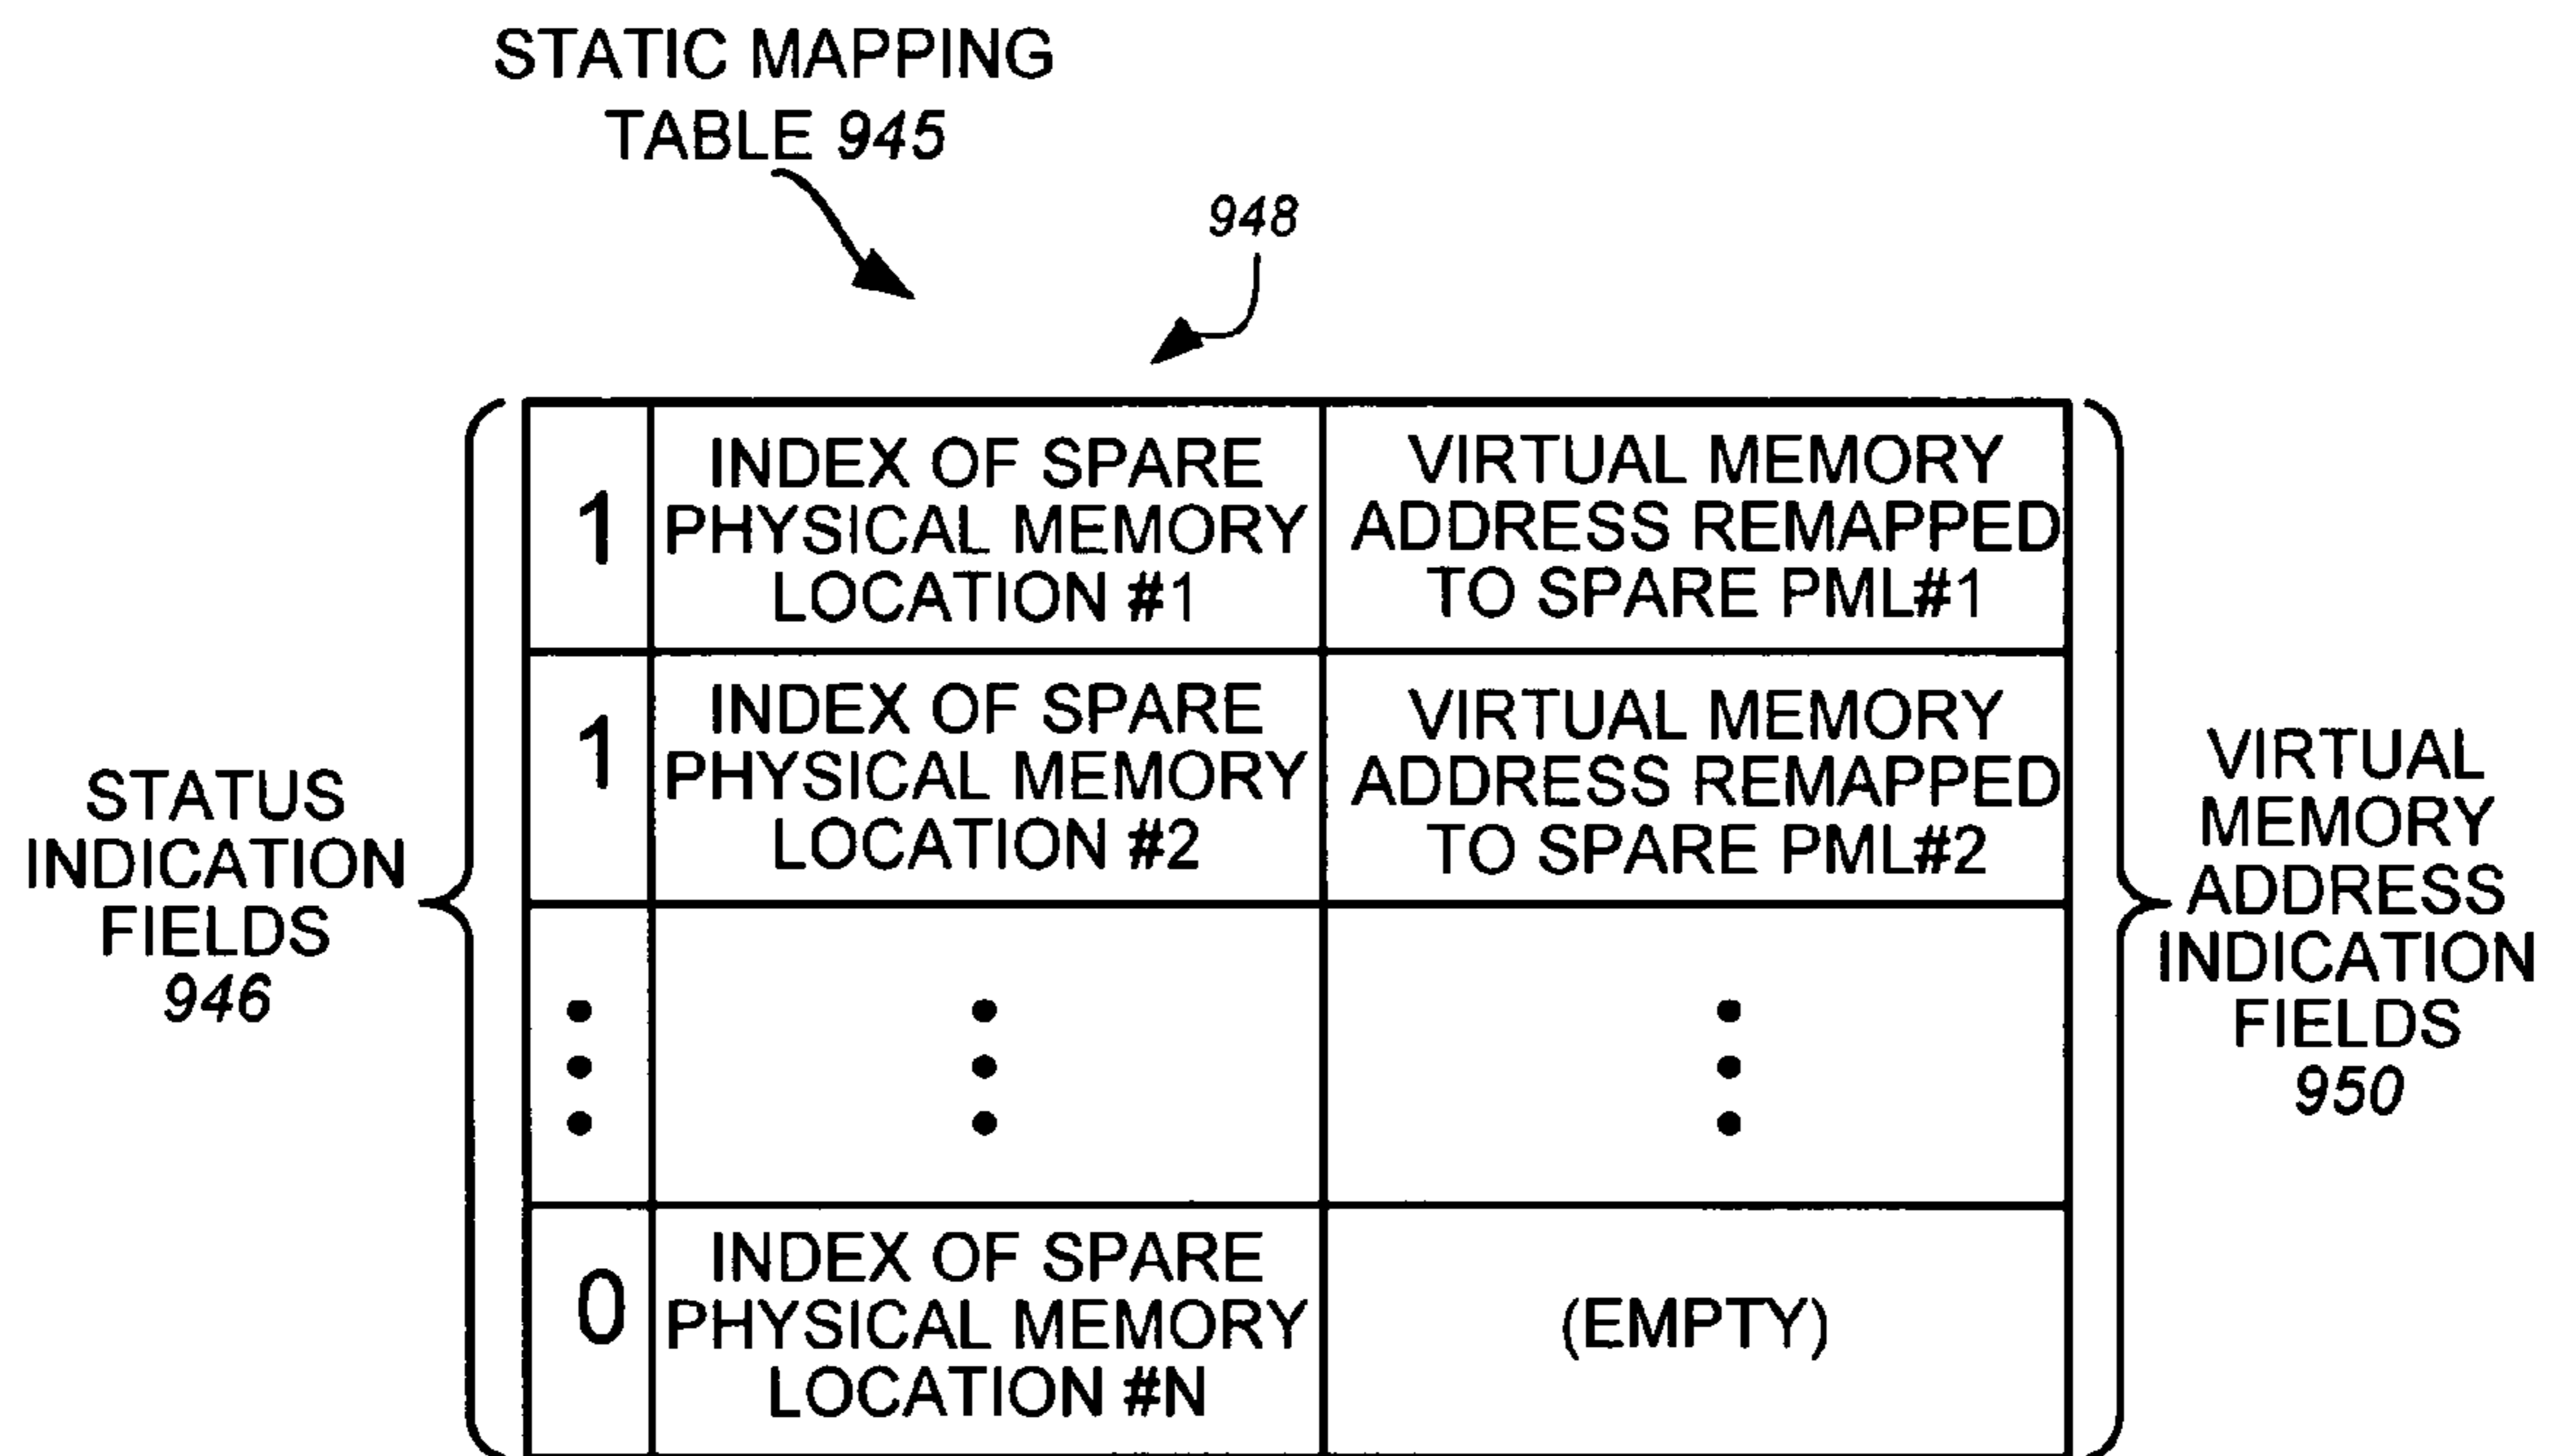 STATIC MAPPING
TABLE 945
948
STATUS
INDICATION
FIELDS
946
1
INDEX OF SPARE
PHYSICAL MEMORY
LOCATION #1
VIRTUAL MEMORY
ADDRESS REMAPPED
TO SPARE PML#1
1
INDEX OF SPARE
PHYSICAL MEMORY
LOCATION #2
VIRTUAL MEMORY
ADDRESS REMAPPED
TO SPARE PML#2
0
INDEX OF SPARE
PHYSICAL MEMORY
LOCATION #N
(EMPTY)
VIRTUAL
MEMORY
ADDRESS
INDICATION
FIELDS
950